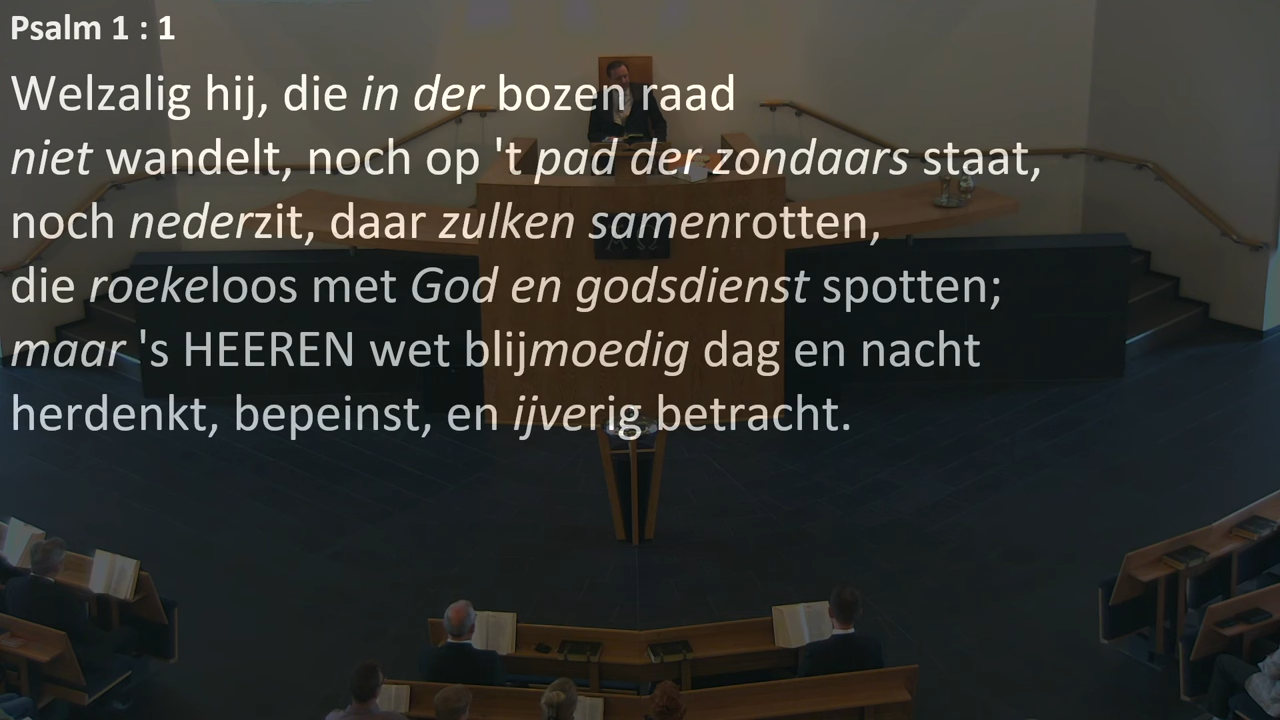 Psalm 1 : 1
Welzalig hij, die in der bozen raad
niet wandelt, noch op 't pad der zondaars staat,
noch nederzit, daar zulken samenrotten,
die roekeloos met God en godsdienst spotten;
maar 's HEEREN wet blijmoedig dag en nacht
herdenkt, bepeinst, en ijverig betracht.